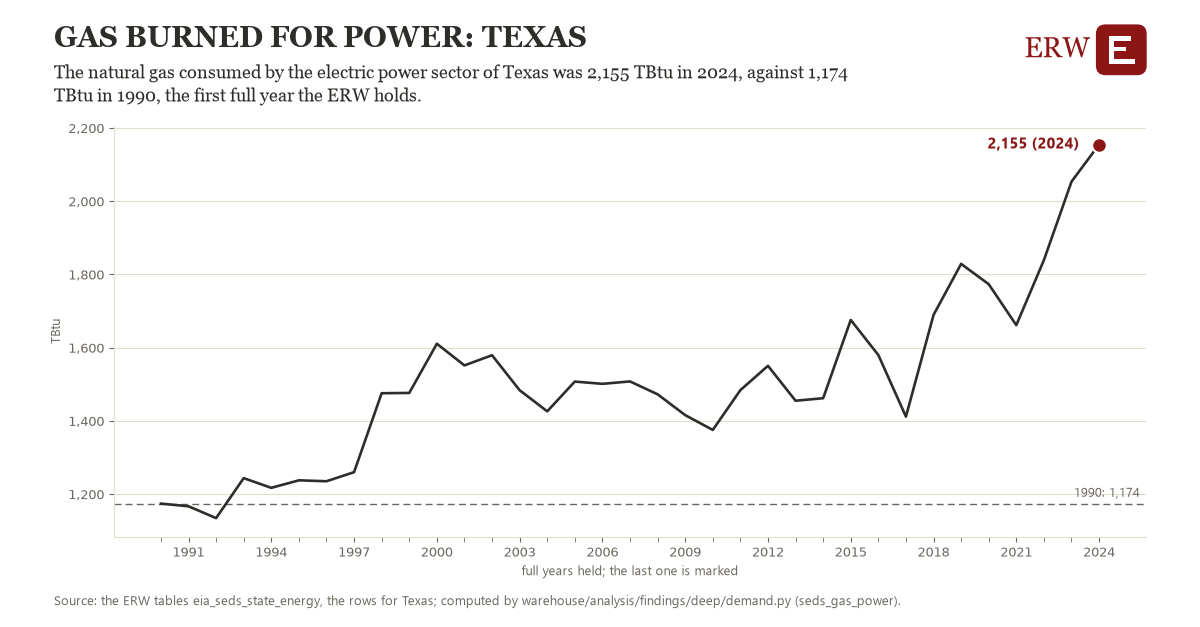 GAS BURNED FOR POWER: TEXAS
ERW E
The natural gas consumed by the electric power sector of Texas was 2,155 TBtu in 2024, against 1,174
TBtu in 1990, the first full year the ERW holds.
2,200
2,155 (2024)
2,000
1,800
TBtu
1,600
1,400
1,200
1990: 1,174
1991 1994 1997 2000 2003 2006 2009 2012 2015 2018 2021 2024
full years held; the last one is marked
Source: the ERW tables eia_seds_state_energy, the rows for Texas; computed by warehouse/analysis/findings/deep/demand.py (seds_gas_power).